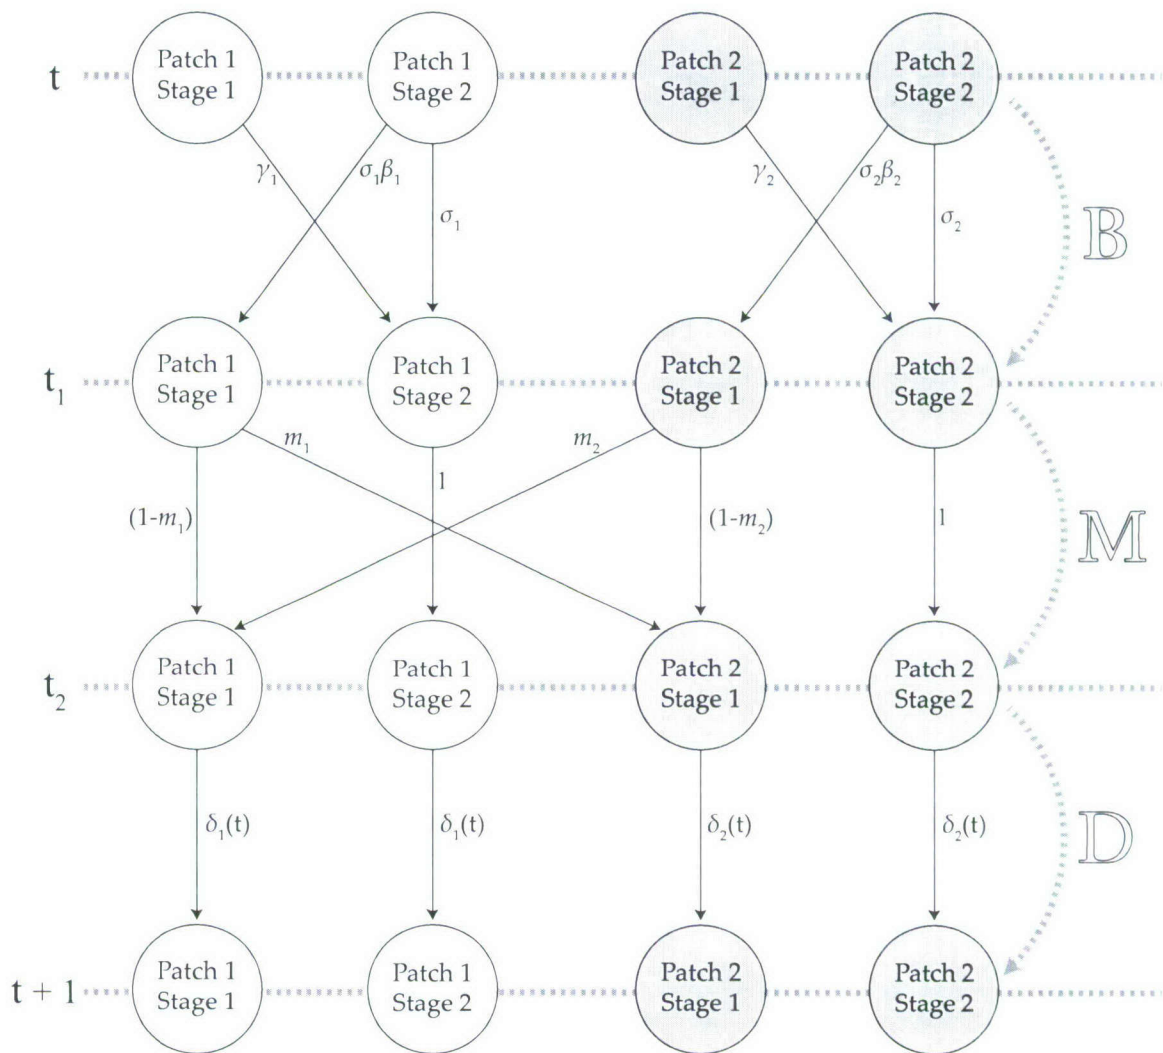 t
Patch 1
Stage 1
Patch 1
Stage 2
Patch 2
Stage 1
Patch 2
Stage 2
γ₁
σ₁β₁
σ₁
γ₂
σ₂β₂
σ₂
B
t₁
Patch 1
Stage 1
Patch 1
Stage 2
Patch 2
Stage 1
Patch 2
Stage 2
(1-m₁)
m₁
1
m₂
(1-m₂)
1
M
t₂
Patch 1
Stage 1
Patch 1
Stage 2
Patch 2
Stage 1
Patch 2
Stage 2
δ₁(t)
δ₁(t)
δ₂(t)
δ₂(t)
D
t + 1
Patch 1
Stage 1
Patch 1
Stage 2
Patch 2
Stage 1
Patch 2
Stage 2